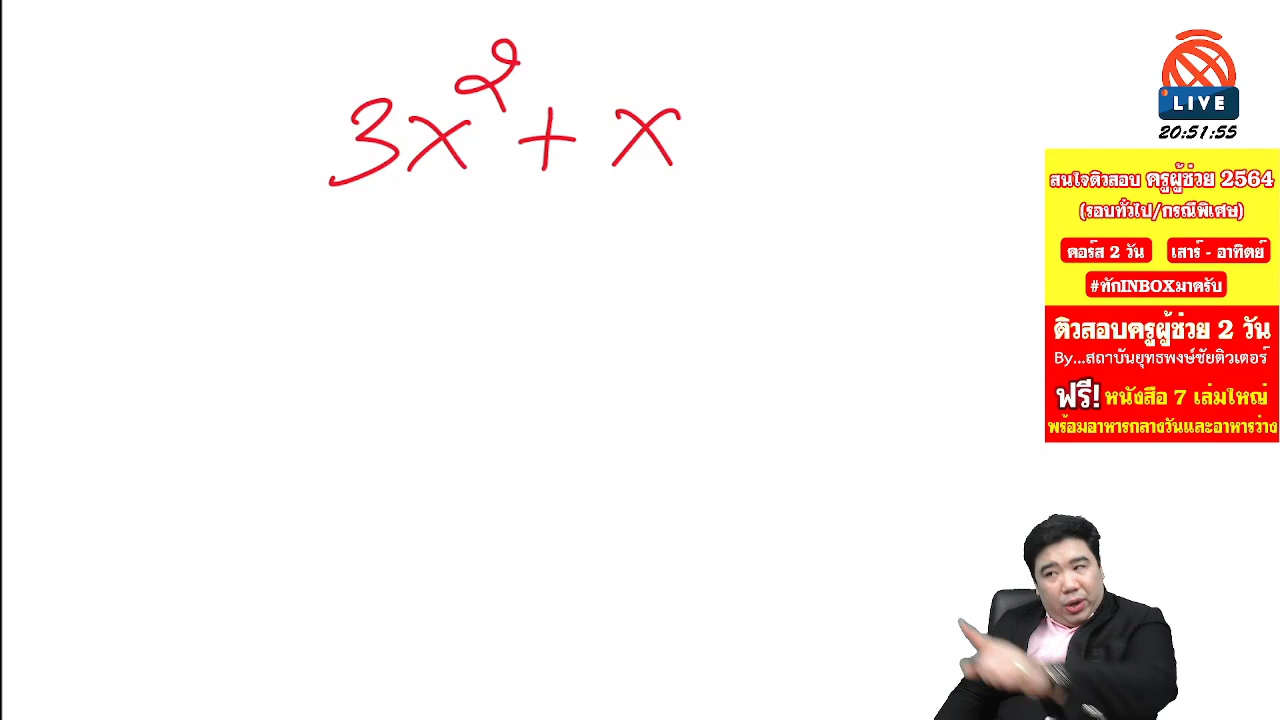 3x² + x
LIVE
20:51:55
สนใจติวสอบ ครูผู้ช่วย 2564
(รอบทั่วไป/กรณีพิเศษ)
คอร์ส 2 วัน เสาร์ - อาทิตย์
#ทักINBOXมาครับ
ติวสอบครูผู้ช่วย 2 วัน
By...สถาบันยุทธพงษ์ชัยติวเตอร์
ฟรี! หนังสือ 7 เล่มใหญ่
พร้อมอาหารกลางวันและอาหารว่าง